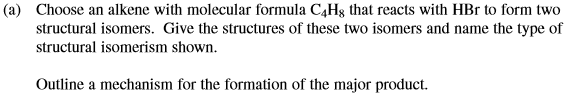 (a) Choose an alkene with molecular formula C₄H₈ that reacts with HBr to form two
structural isomers. Give the structures of these two isomers and name the type of
structural isomerism shown.
Outline a mechanism for the formation of the major product.